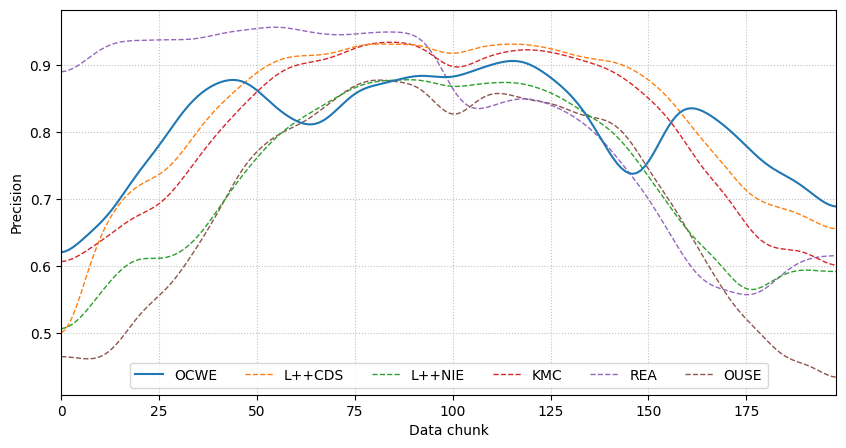 Precision
0.9
0.8
0.7
0.6
0.5
OCWE L++CDS L++NIE KMC REA OUSE
0 25 50 75 100 125 150 175
Data chunk